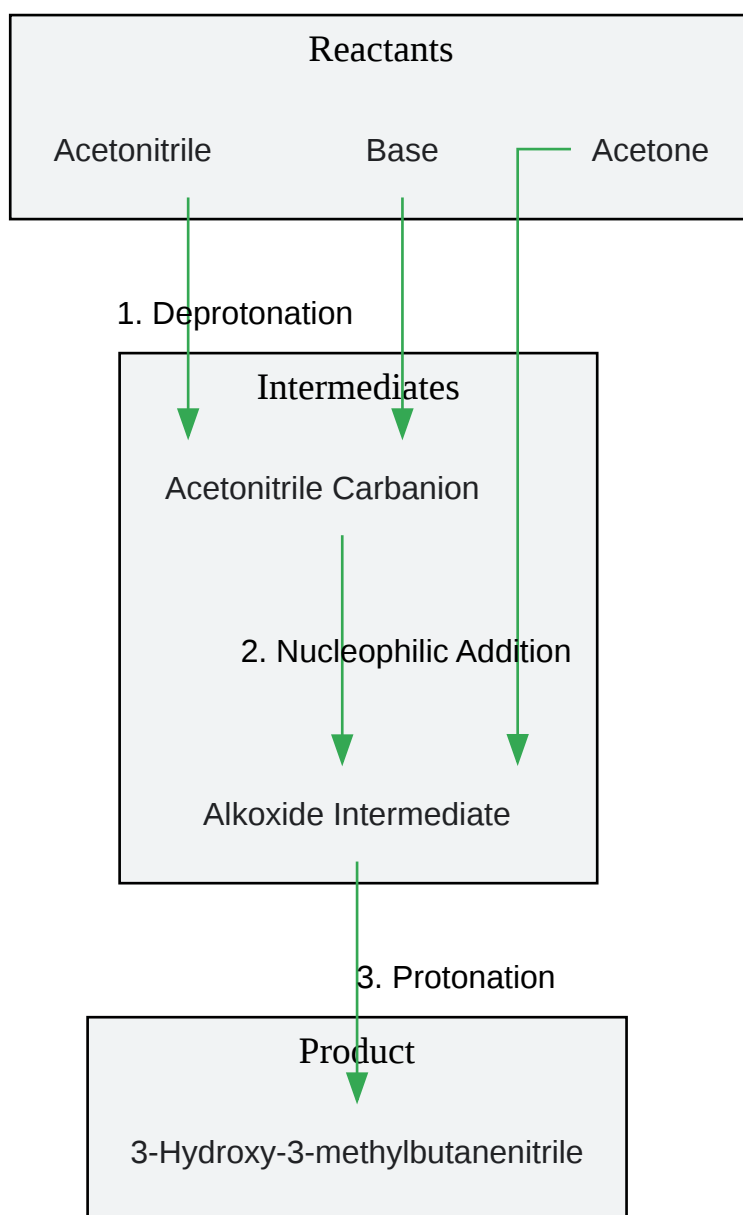 Reactants
Acetonitrile Base Acetone
1. Deprotonation
Intermediates
Acetonitrile Carbanion
2. Nucleophilic Addition
Alkoxide Intermediate
3. Protonation
Product
3-Hydroxy-3-methylbutanenitrile